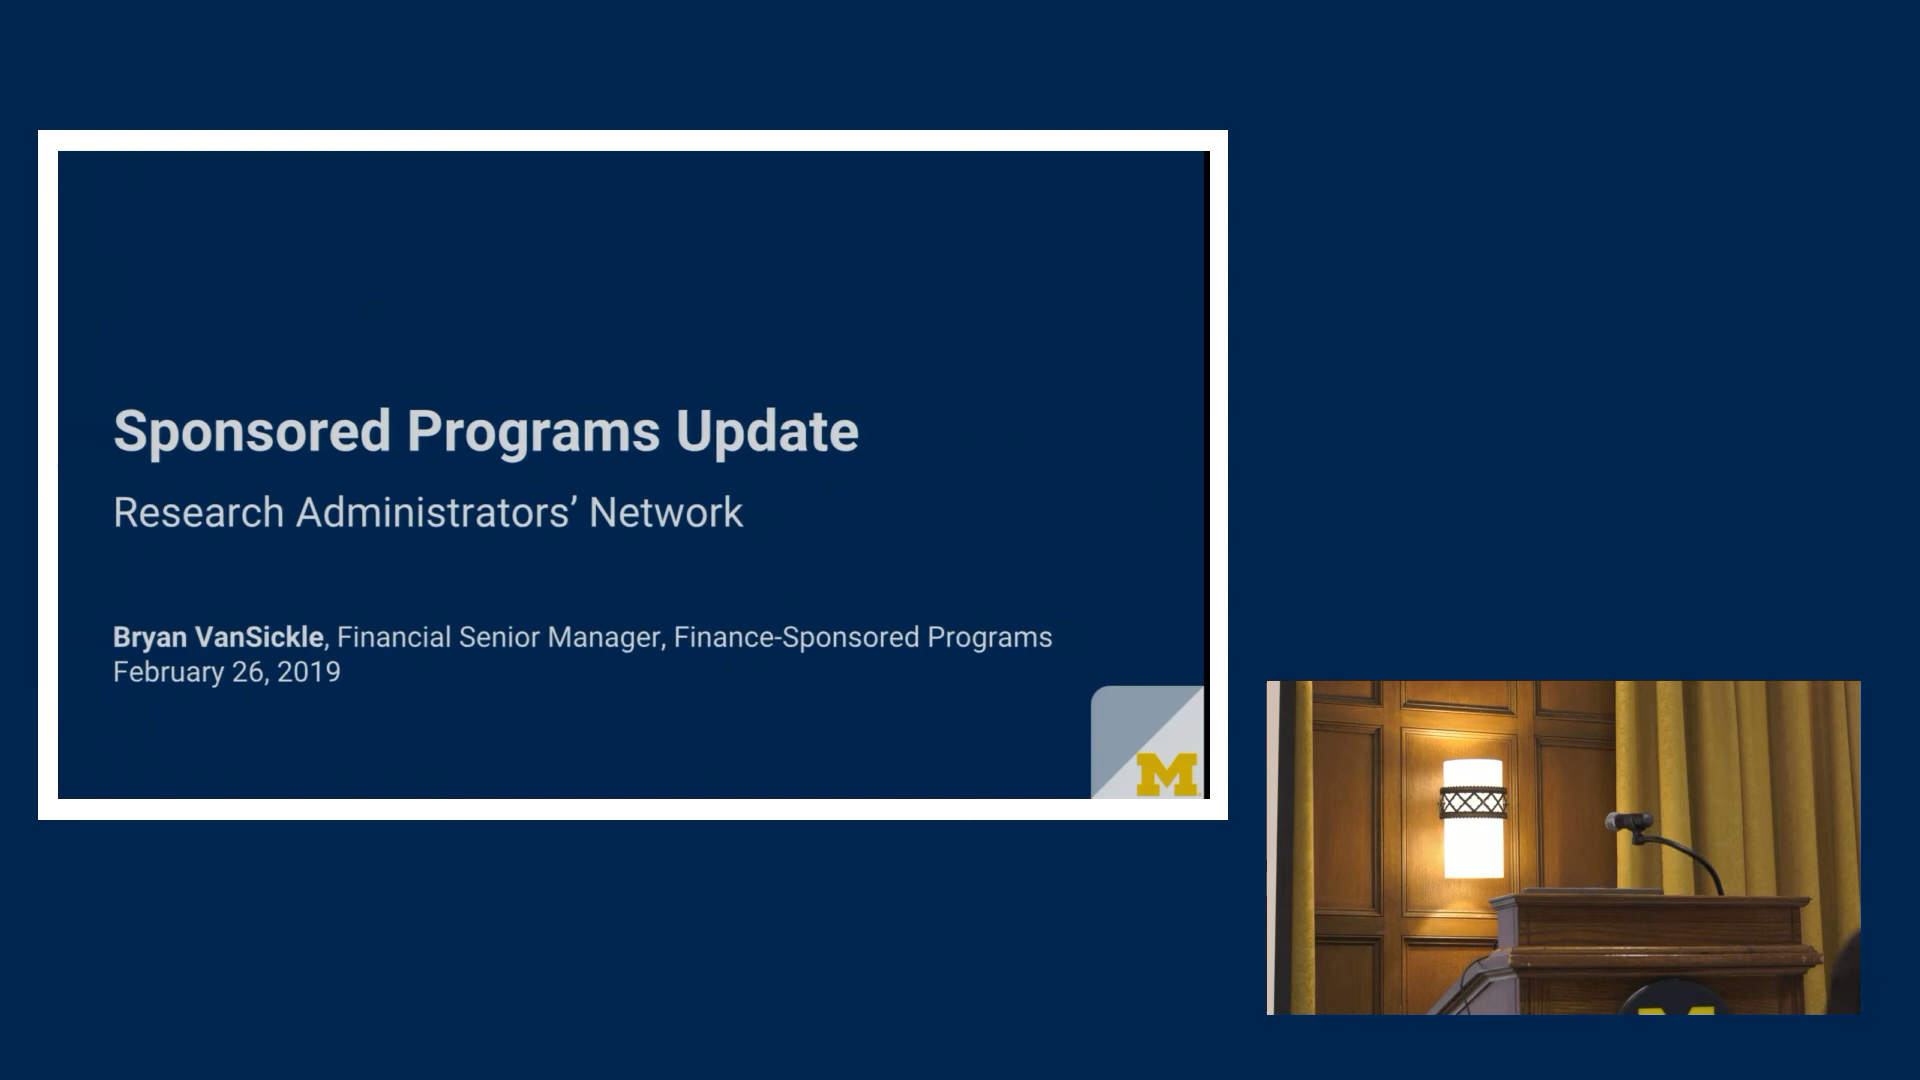 Sponsored Programs Update
Research Administrators’ Network
Bryan VanSickle, Financial Senior Manager, Finance-Sponsored Programs
February 26, 2019
M
M